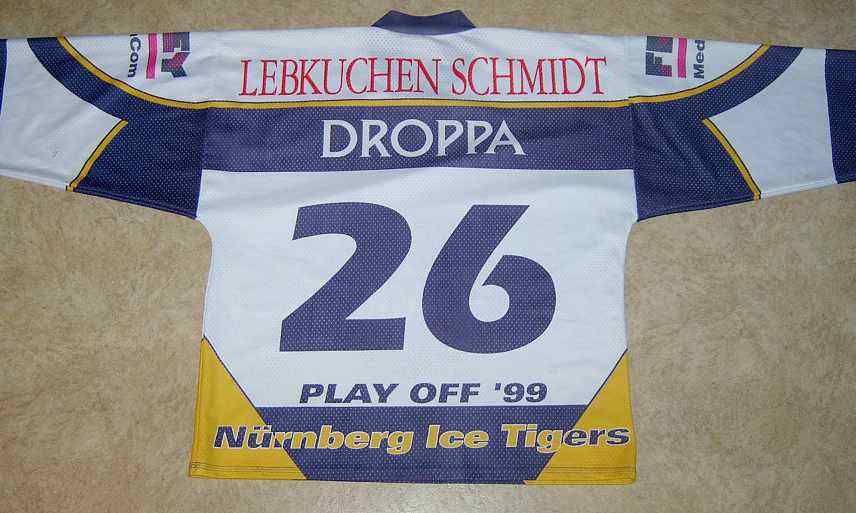 LEBKUCHEN SCHMIDT
DROPPA
26
PLAY OFF '99
Nürnberg Ice Tigers